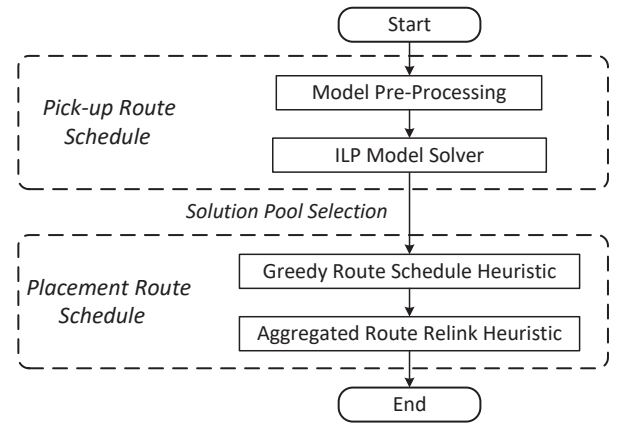 Start
Pick-up Route
Schedule
Model Pre-Processing
ILP Model Solver
Solution Pool Selection
Placement Route
Schedule
Greedy Route Schedule Heuristic
Aggregated Route Relink Heuristic
End